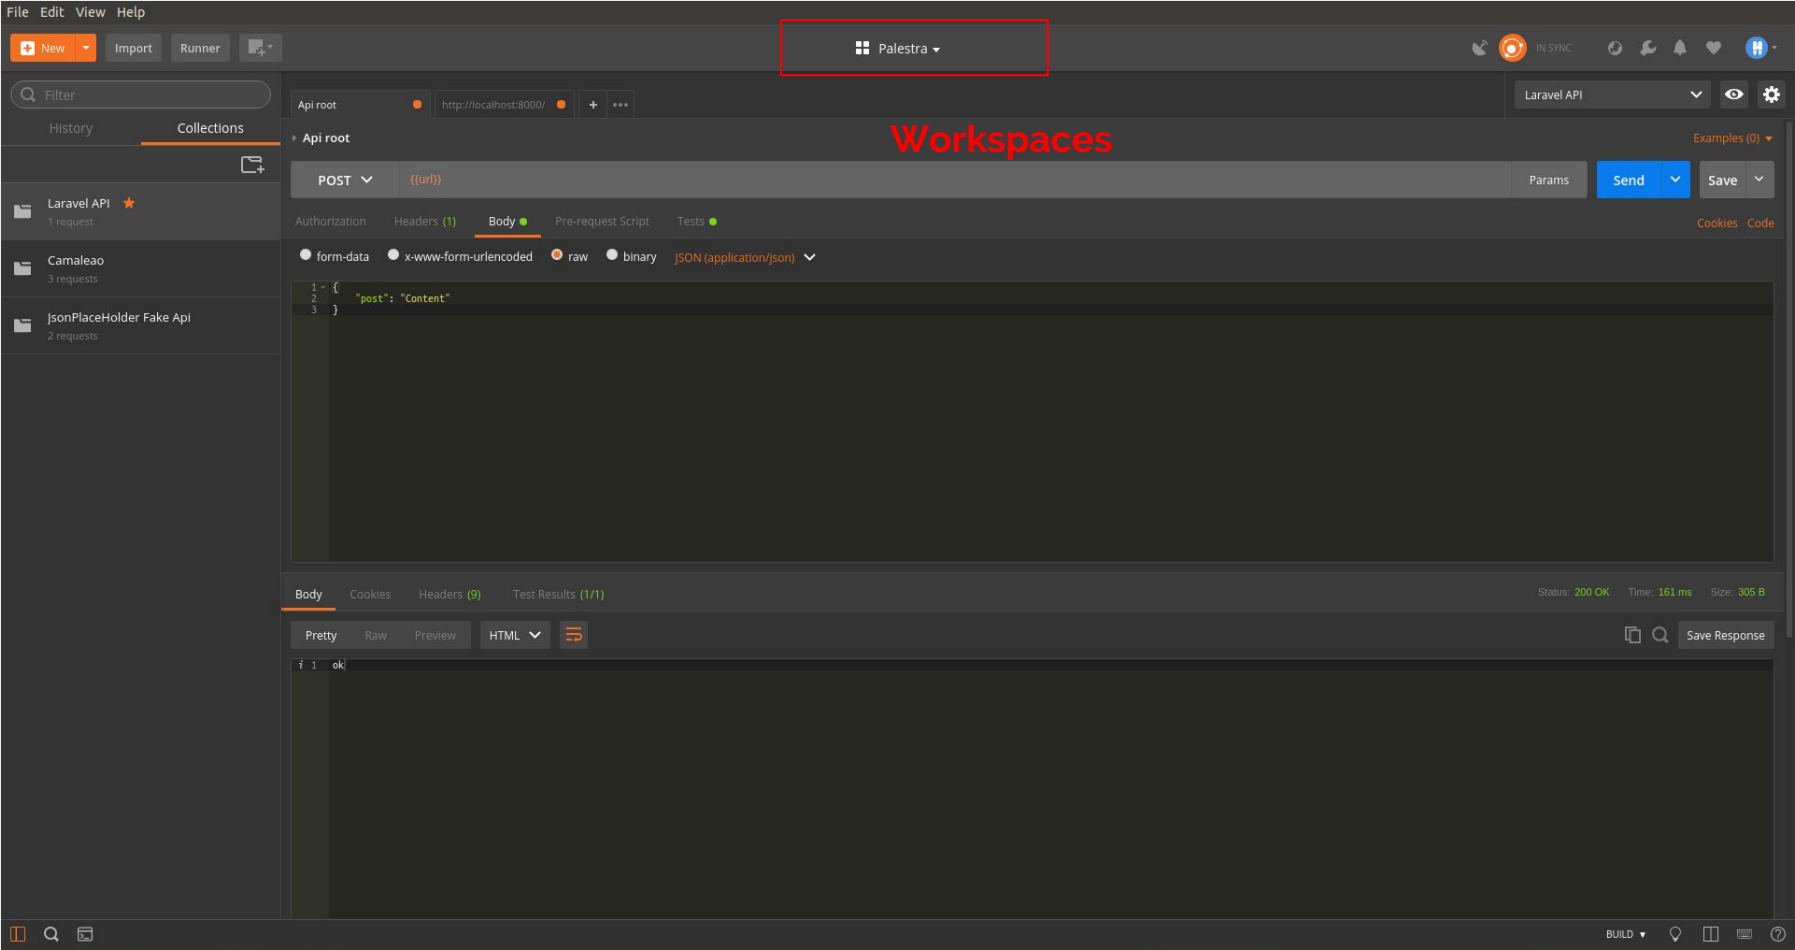 File Edit View Help
New Import Runner Palestra IN SYNC
Filter
History Collections
Laravel API
1 request
Camaleao
3 requests
JsonPlaceHolder Fake Api
2 requests
Api root http://localhost:8000/ + ••• Laravel API
Workspaces
Api root Examples (0)
POST {{url}} Params Send Save
Authorization Headers (1) Body Pre-request Script Tests Cookies Code
form-data x-www-form-urlencoded raw binary JSON (application/json)
1 {
2 "post": "Content"
3 }
Body Cookies Headers (9) Test Results (1/1) Status: 200 OK Time: 161 ms Size: 305 B
Pretty Raw Preview HTML Save Response
i 1 ok
BUILD